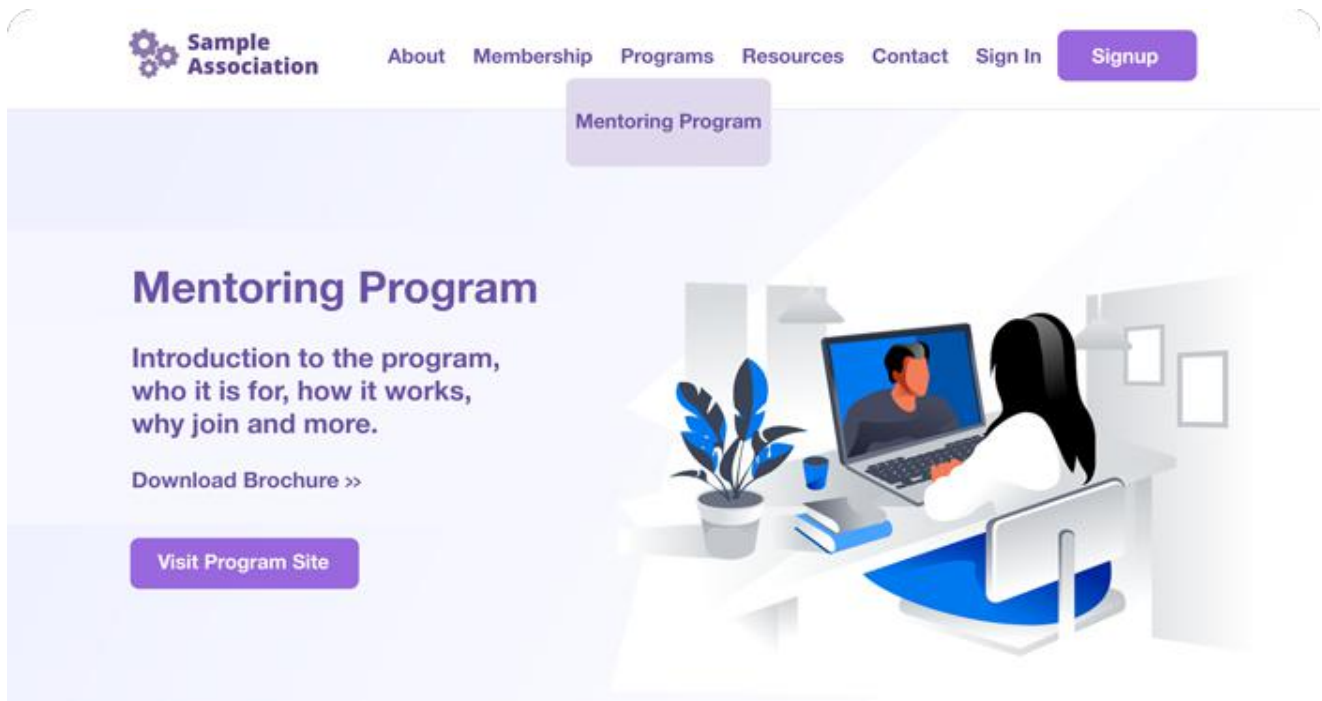 Sample
Association
About Membership Programs Resources Contact Sign In Signup
Mentoring Program
Mentoring Program
Introduction to the program,
who it is for, how it works,
why join and more.
Download Brochure »
Visit Program Site